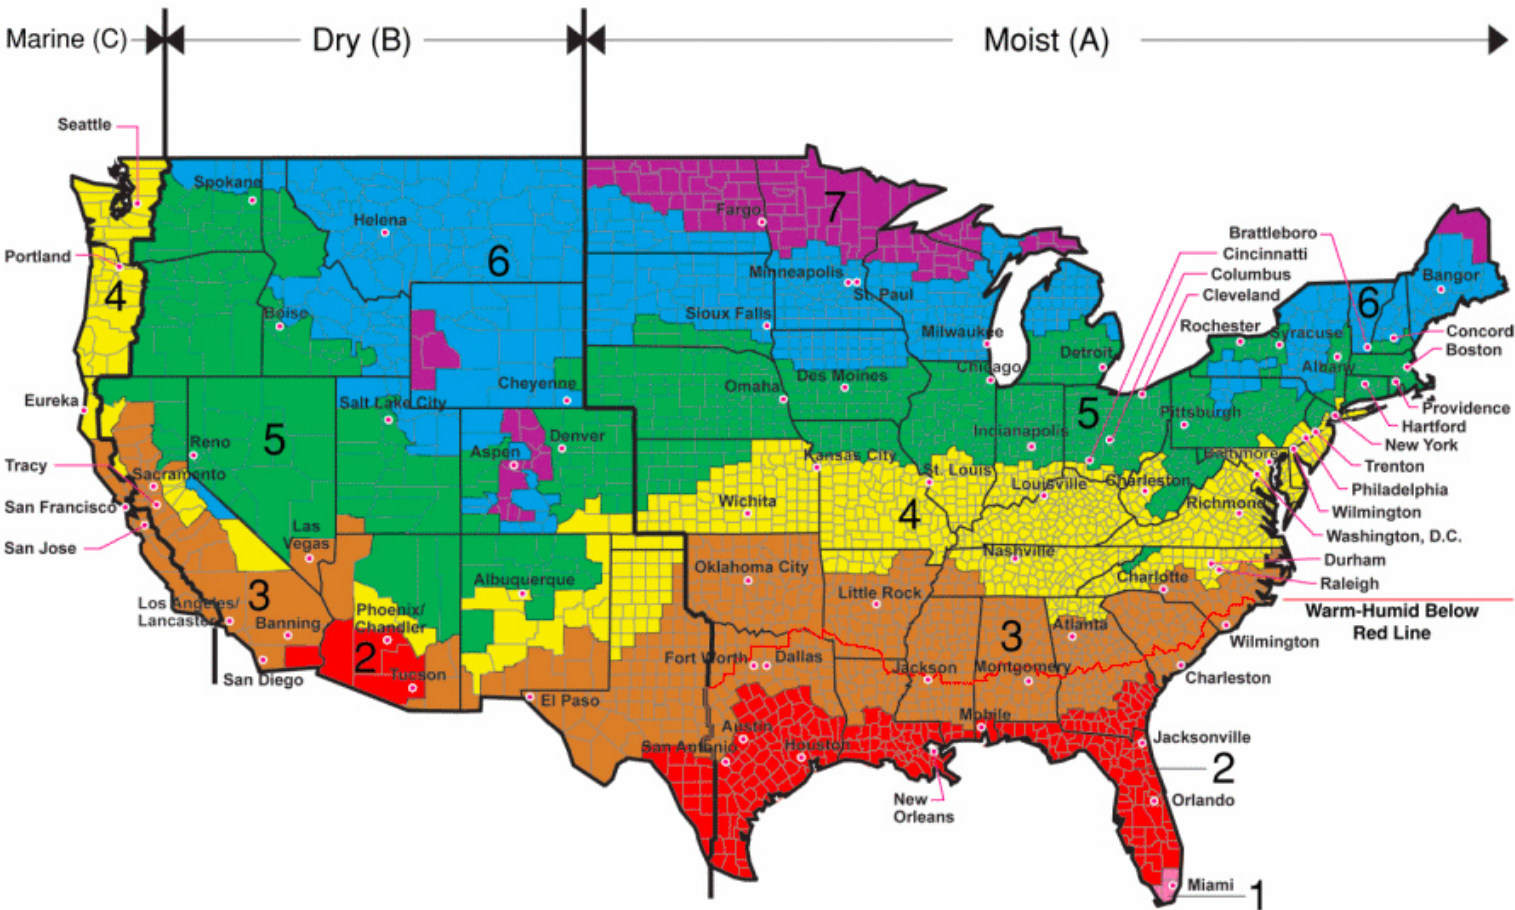 Marine (C)
Dry (B)
Moist (A)
Seattle
Spokane
Helena
6
Fargo
7
Portland
4
Minneapolis
St. Paul
Brattleboro
Cincinnatti
Columbus
Cleveland
Rochester
Syracuse
6
Bangor
Boise
Sioux Falls
Milwaukee
Detroit
Albany
Concord
Boston
Eureka
Cheyenne
Salt Lake City
Omaha
Des Moines
Chicago
5
Pittsburgh
Providence
Hartford
New York
Reno
5
Aspen
Denver
Indianapolis
Kansas City
St. Louis
Baltimore
Trenton
Tracy
Sacramento
Louisville
Charleston
Philadelphia
San Francisco
Wichita
4
Richmond
Wilmington
San Jose
Las
Vegas
Washington, D.C.
Nashville
Durham
Oklahoma City
Albuquerque
Charlotte
Raleigh
Los Angeles/
Lancaster
3
Banning
Phoenix/
Chandler
2
Little Rock
3
Atlanta
Warm-Humid Below
Red Line
Wilmington
San Diego
Tucson
El Paso
Fort Worth
Dallas
Jackson
Montgomery
Charleston
Austin
San Antonio
Houston
Mobile
Jacksonville
2
New
Orleans
Orlando
Miami
1